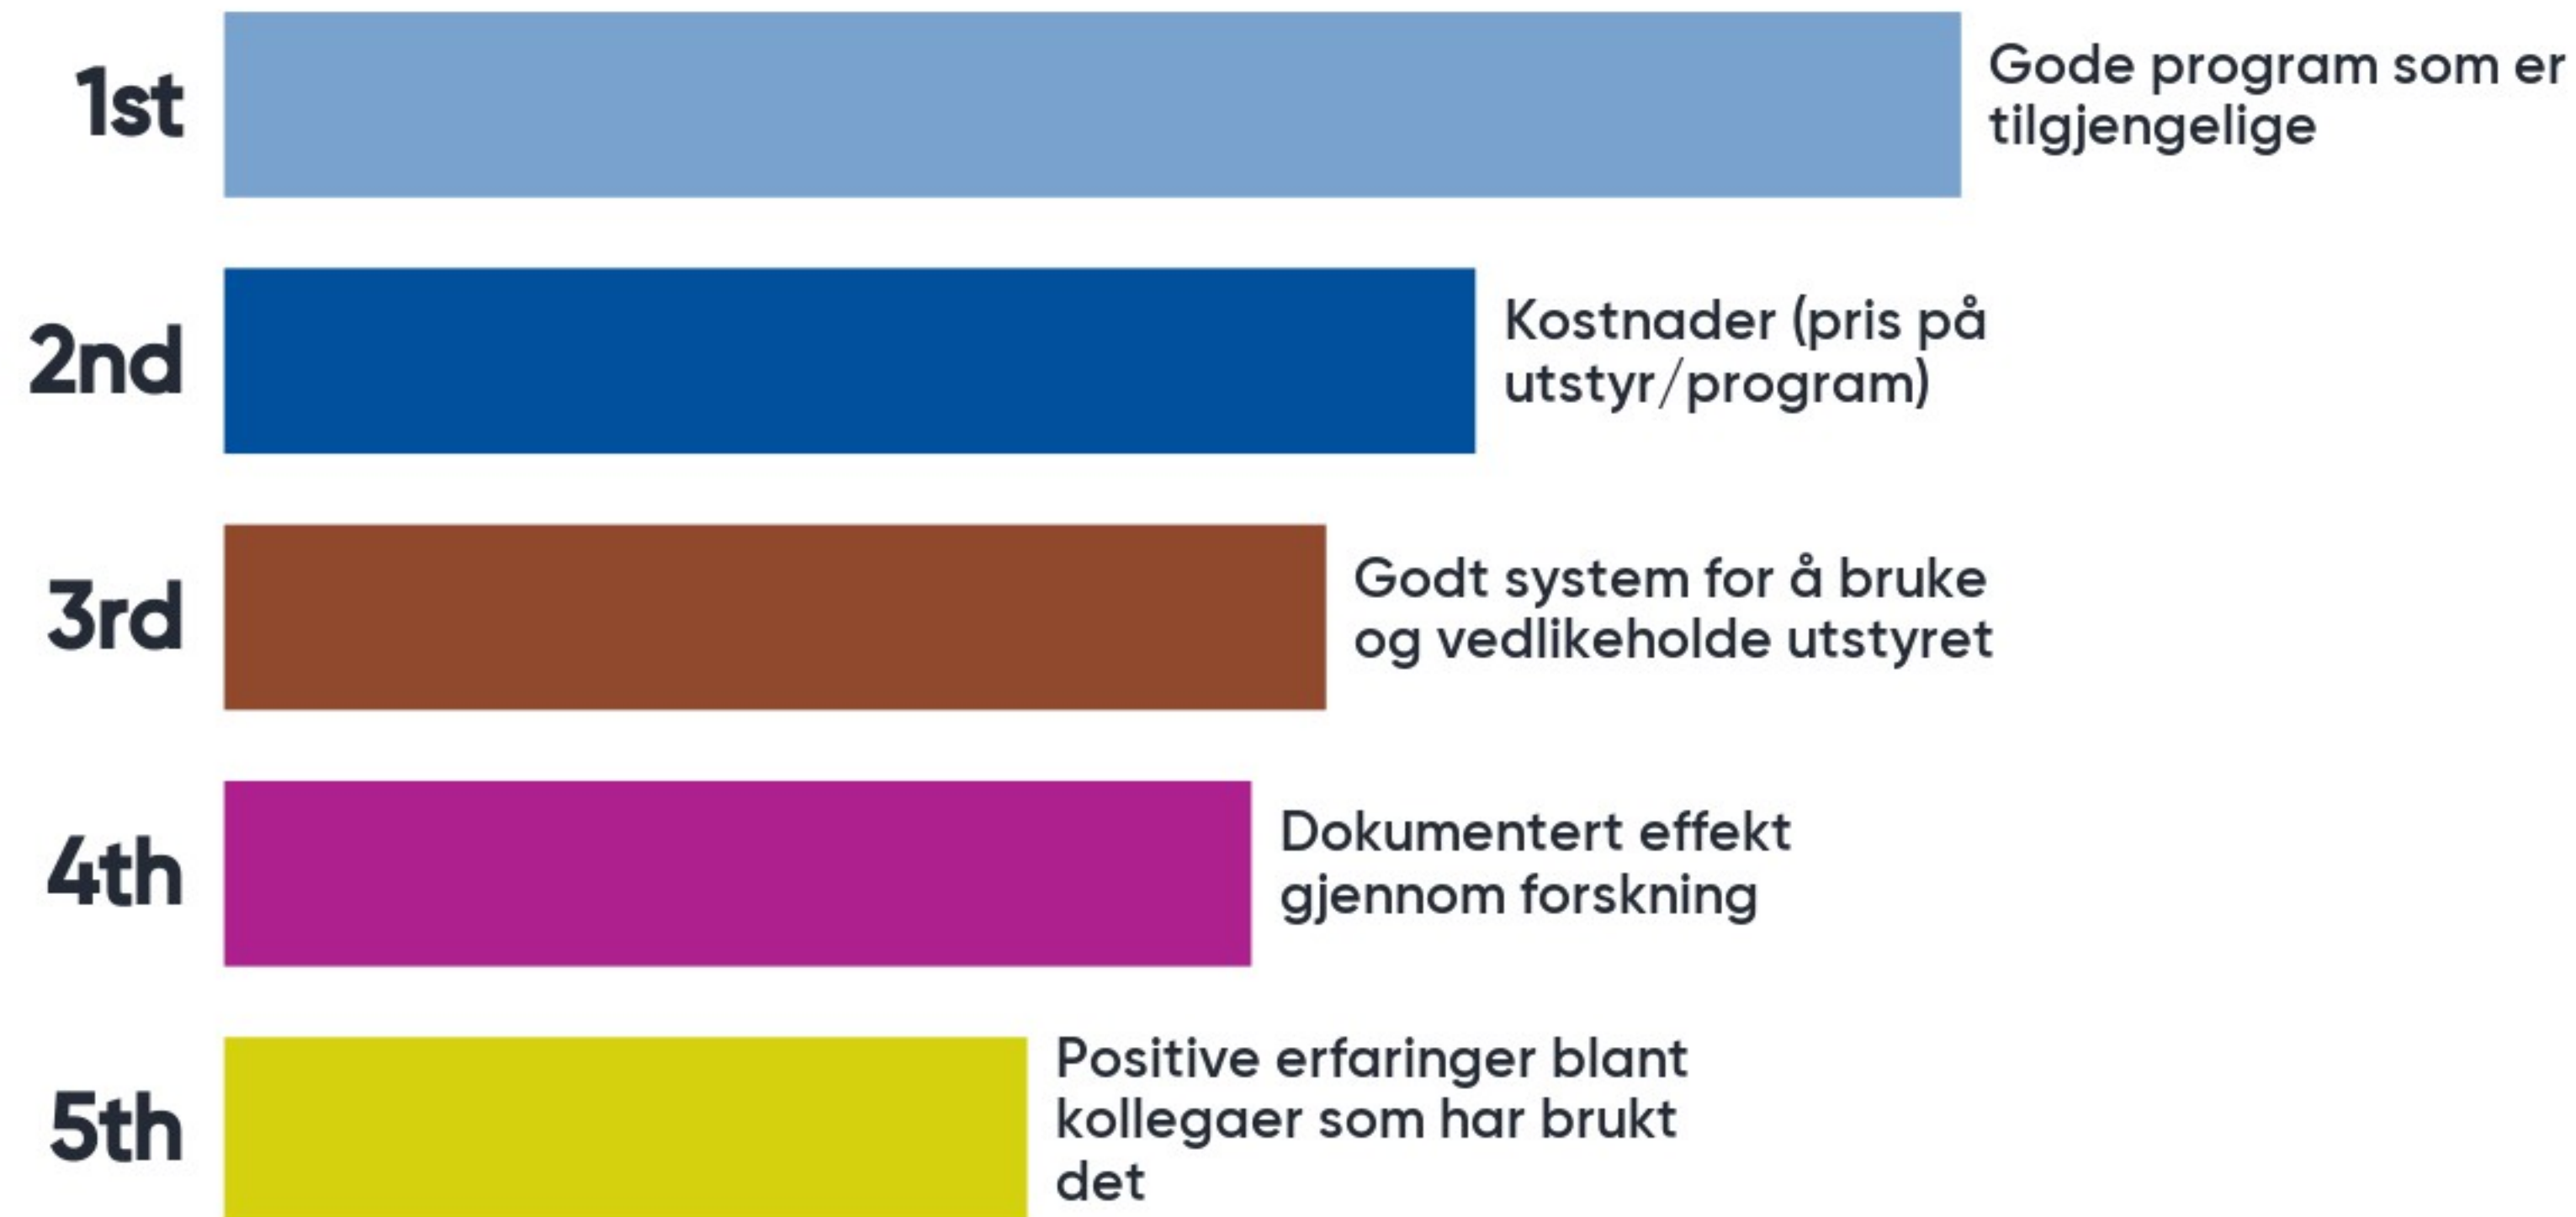 1st
Gode program som er
tilgjengelige
2nd
Kostnader (pris på
utstyr/program)
3rd
Godt system for å bruke
og vedlikeholde utstyret
4th
Dokumentert effekt
gjennom forskning
5th
Positive erfaringer blant
kollegaer som har brukt
det